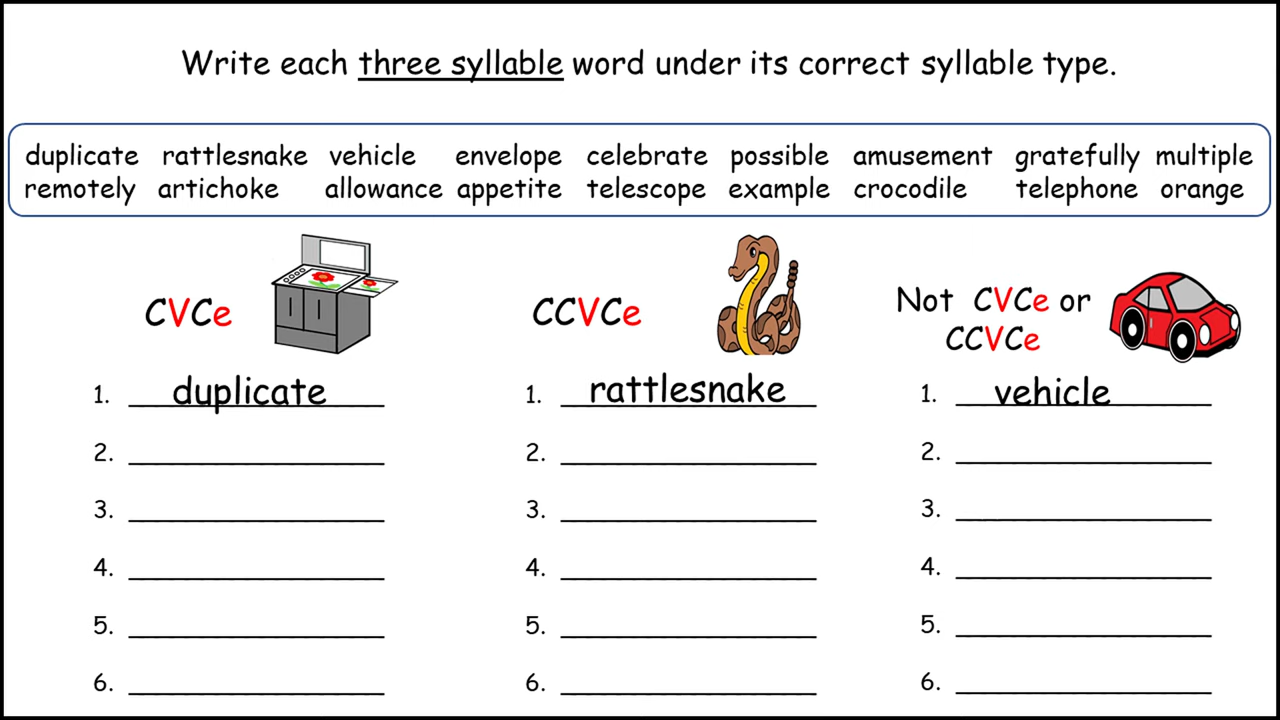 Write each three syllable word under its correct syllable type.
duplicate rattlesnake vehicle envelope celebrate possible amusement gratefully multiple
remotely artichoke allowance appetite telescope example crocodile telephone orange
CVCe
CCVCe
Not CVCe or
CCVCe
1. duplicate
2.
3.
4.
5.
6.
1. rattlesnake
2.
3.
4.
5.
6.
1. vehicle
2.
3.
4.
5.
6.